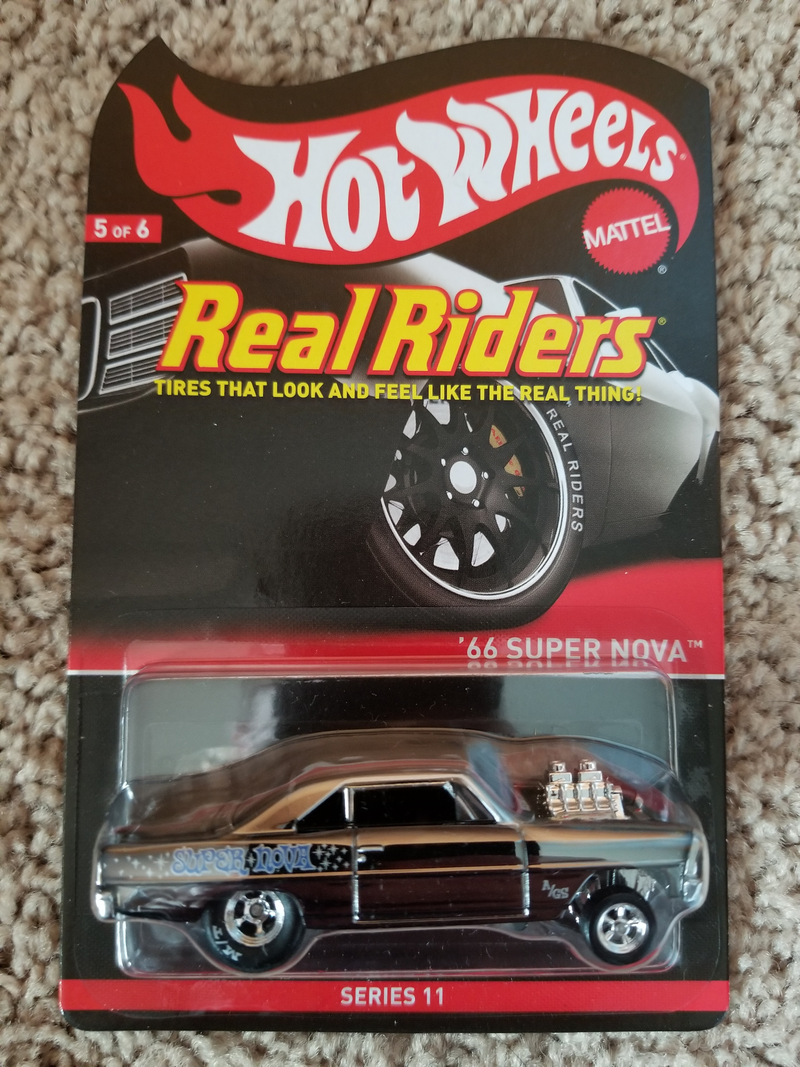 HOT WHEELS®
5 OF 6
MATTEL
®
Real Riders®
TIRES THAT LOOK AND FEEL LIKE THE REAL THING!
REAL RIDERS
'66 SUPER NOVA™
SUPER NOVA
A/GS
SERIES 11